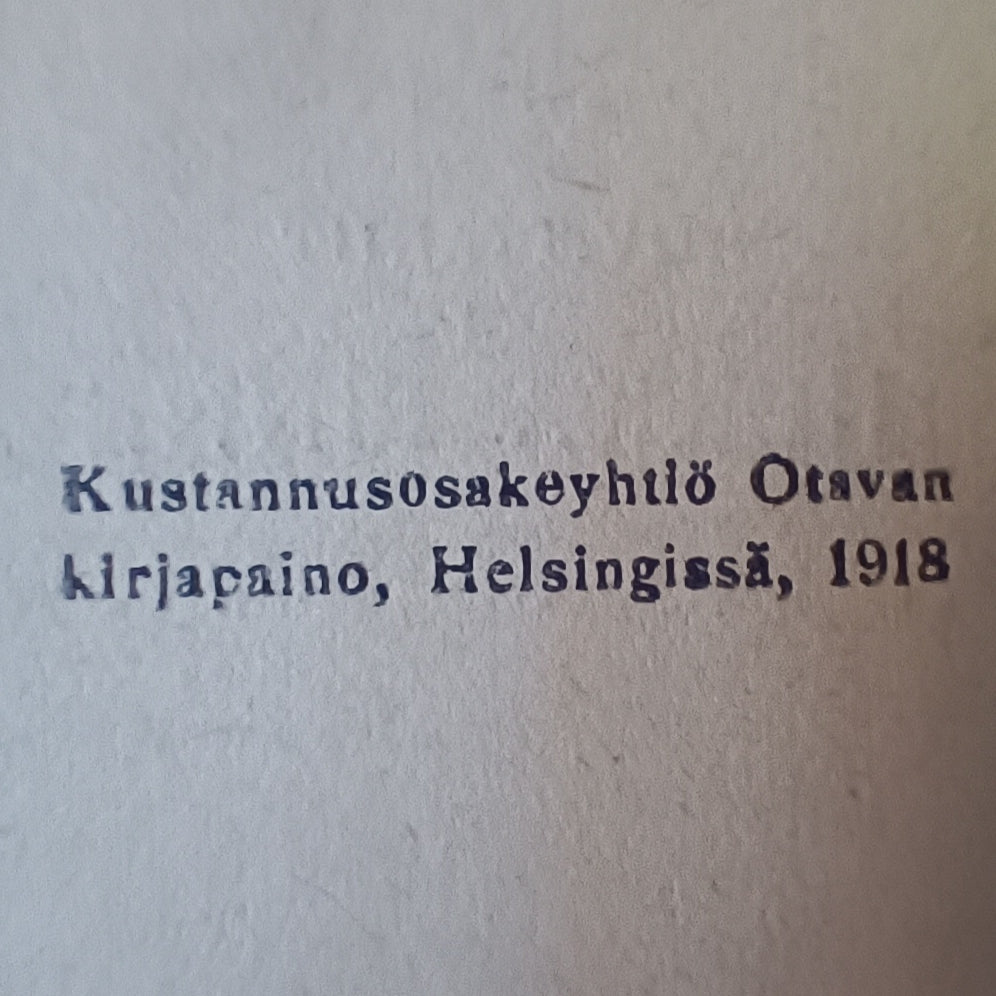 Kustannusosakeyhtiö Otavan
kirjapaino, Helsingissä, 1918